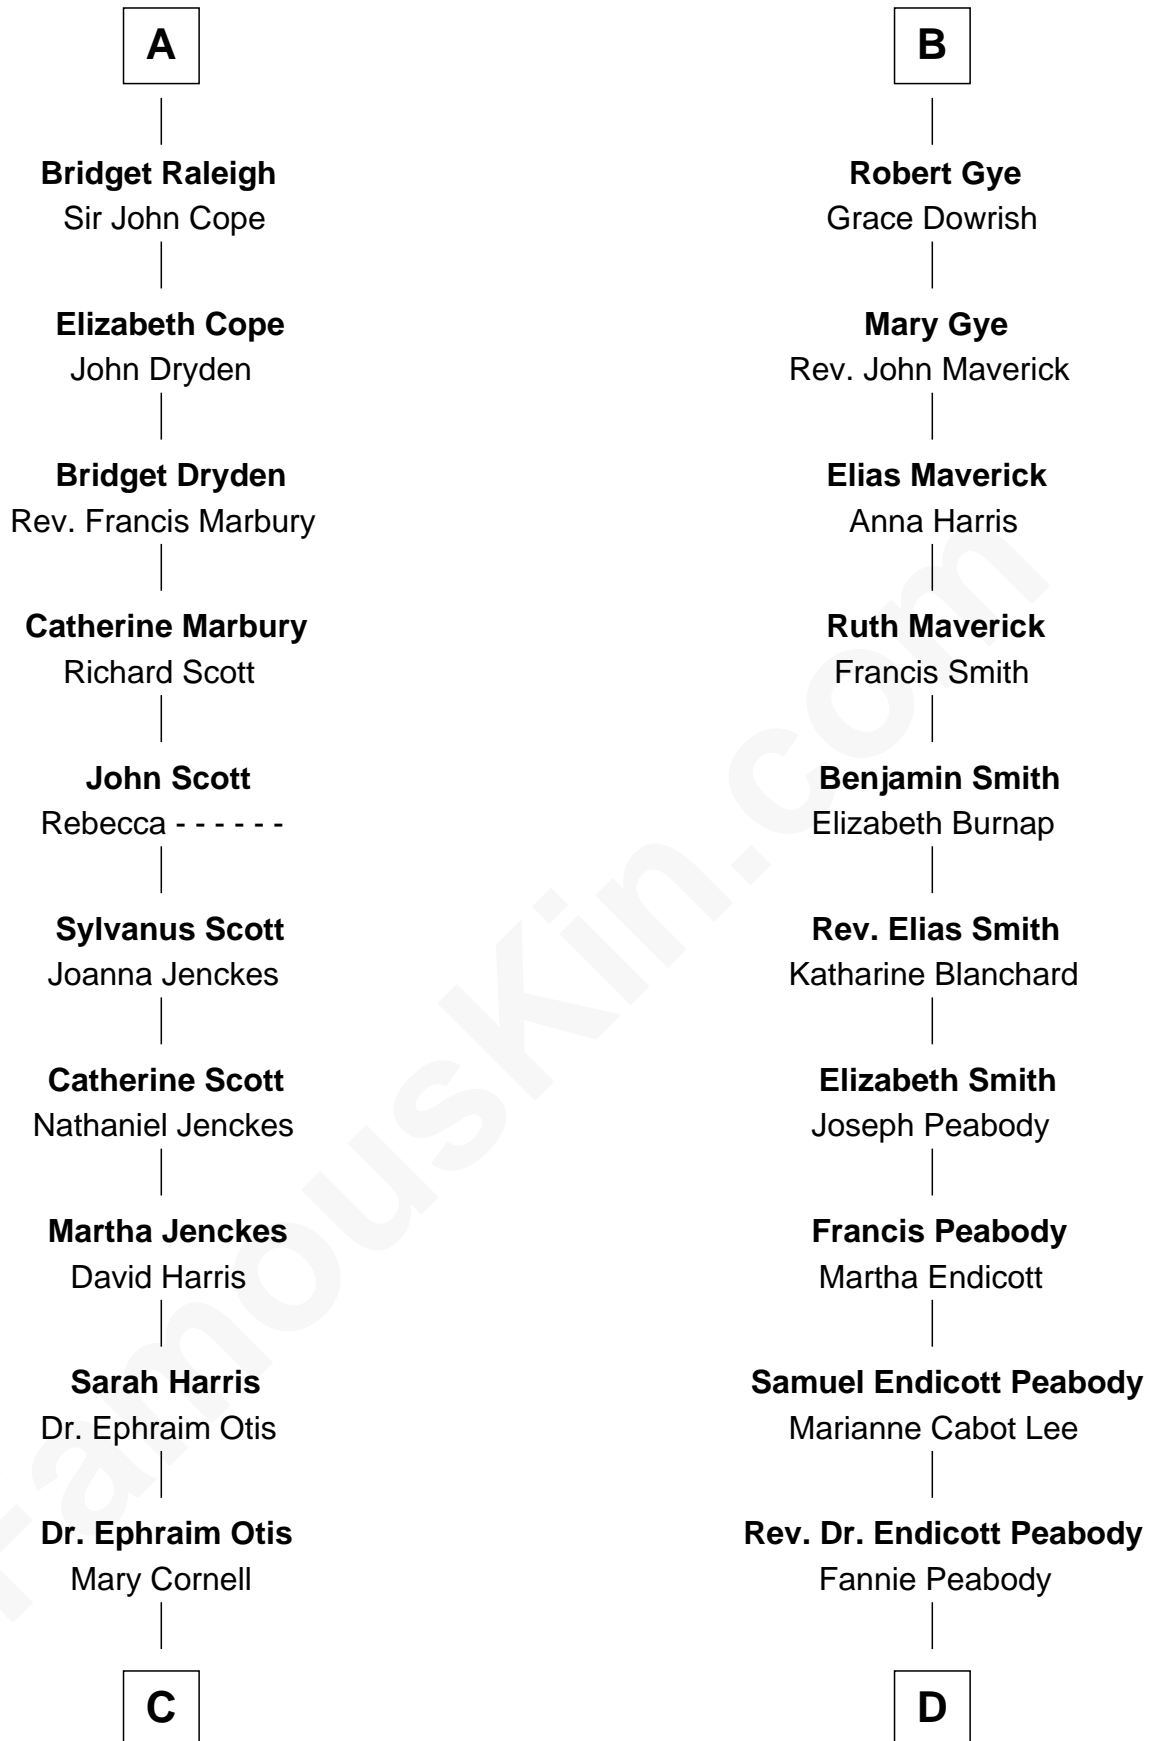 A
Bridget Raleigh
Sir John Cope
Elizabeth Cope
John Dryden
Bridget Dryden
Rev. Francis Marbury
Catherine Marbury
Richard Scott
John Scott
Rebecca - - - - - -
Sylvanus Scott
Joanna Jenckes
Catherine Scott
Nathaniel Jenckes
Martha Jenckes
David Harris
Sarah Harris
Dr. Ephraim Otis
Dr. Ephraim Otis
Mary Cornell
C
B
Robert Gye
Grace Dowrish
Mary Gye
Rev. John Maverick
Elias Maverick
Anna Harris
Ruth Maverick
Francis Smith
Benjamin Smith
Elizabeth Burnap
Rev. Elias Smith
Katharine Blanchard
Elizabeth Smith
Joseph Peabody
Francis Peabody
Martha Endicott
Samuel Endicott Peabody
Marianne Cabot Lee
Rev. Dr. Endicott Peabody
Fannie Peabody
D
FamousKin.com